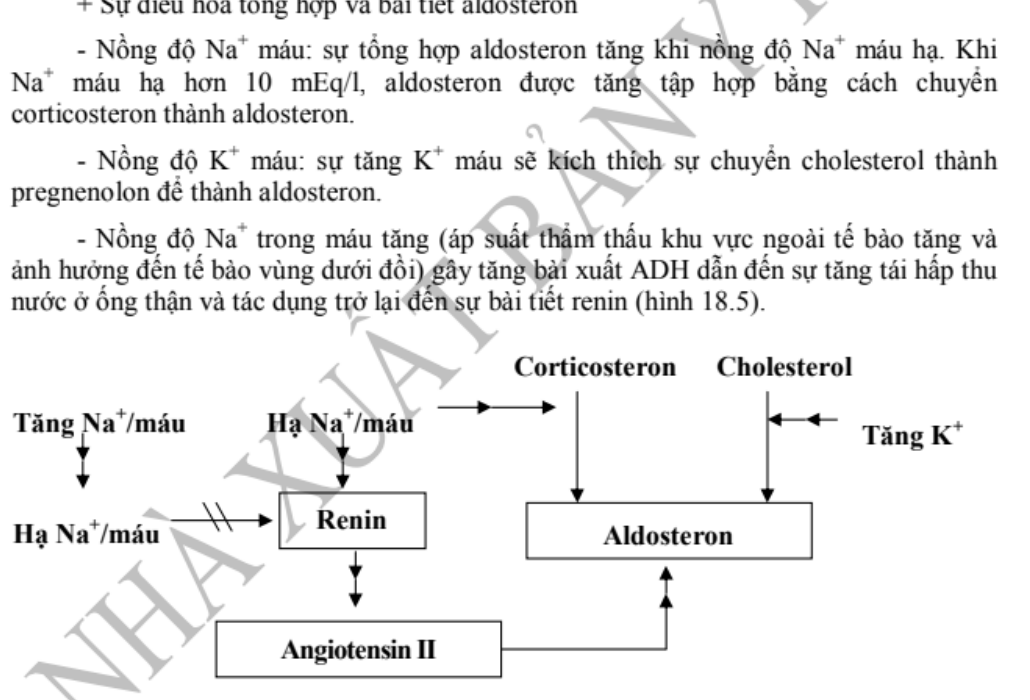 + Sự điều hoà tổng hợp và bài tiết aldosteron
- Nồng độ Na⁺ máu: sự tổng hợp aldosteron tăng khi nồng độ Na⁺ máu hạ. Khi
Na⁺ máu hạ hơn 10 mEq/l, aldosteron được tăng tập hợp bằng cách chuyển
corticosteron thành aldosteron.
- Nồng độ K⁺ máu: sự tăng K⁺ máu sẽ kích thích sự chuyển cholesterol thành
pregnenolon để thành aldosteron.
- Nồng độ Na⁺ trong máu tăng (áp suất thẩm thấu khu vực ngoài tế bào tăng và
ảnh hưởng đến tế bào vùng dưới đồi) gây tăng bài xuất ADH dẫn đến sự tăng tái hấp thu
nước ở ống thận và tác dụng trở lại đến sự bài tiết renin (hình 18.5).
Corticosteron Cholesterol
Tăng Na⁺/máu Hạ Na⁺/máu Tăng K⁺
Hạ Na⁺/máu Renin Aldosteron
Angiotensin II
NHÀ XUẤT BẢN Y